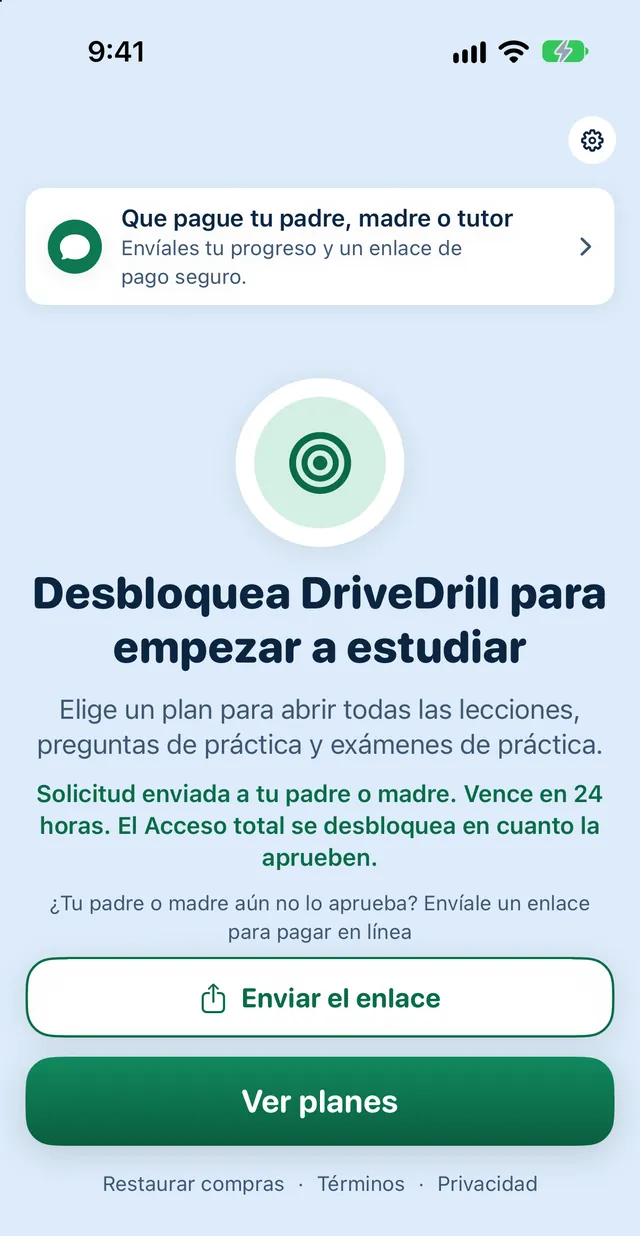 9:41
Que pague tu padre, madre o tutor
Envíales tu progreso y un enlace de
pago seguro.
Desbloquea DriveDrill para
empezar a estudiar
Elige un plan para abrir todas las lecciones,
preguntas de práctica y exámenes de práctica.
Solicitud enviada a tu padre o madre. Vence en 24
horas. El Acceso total se desbloquea en cuanto la
aprueben.
¿Tu padre o madre aún no lo aprueba? Envíale un enlace
para pagar en línea
Enviar el enlace
Ver planes
Restaurar compras · Términos · Privacidad